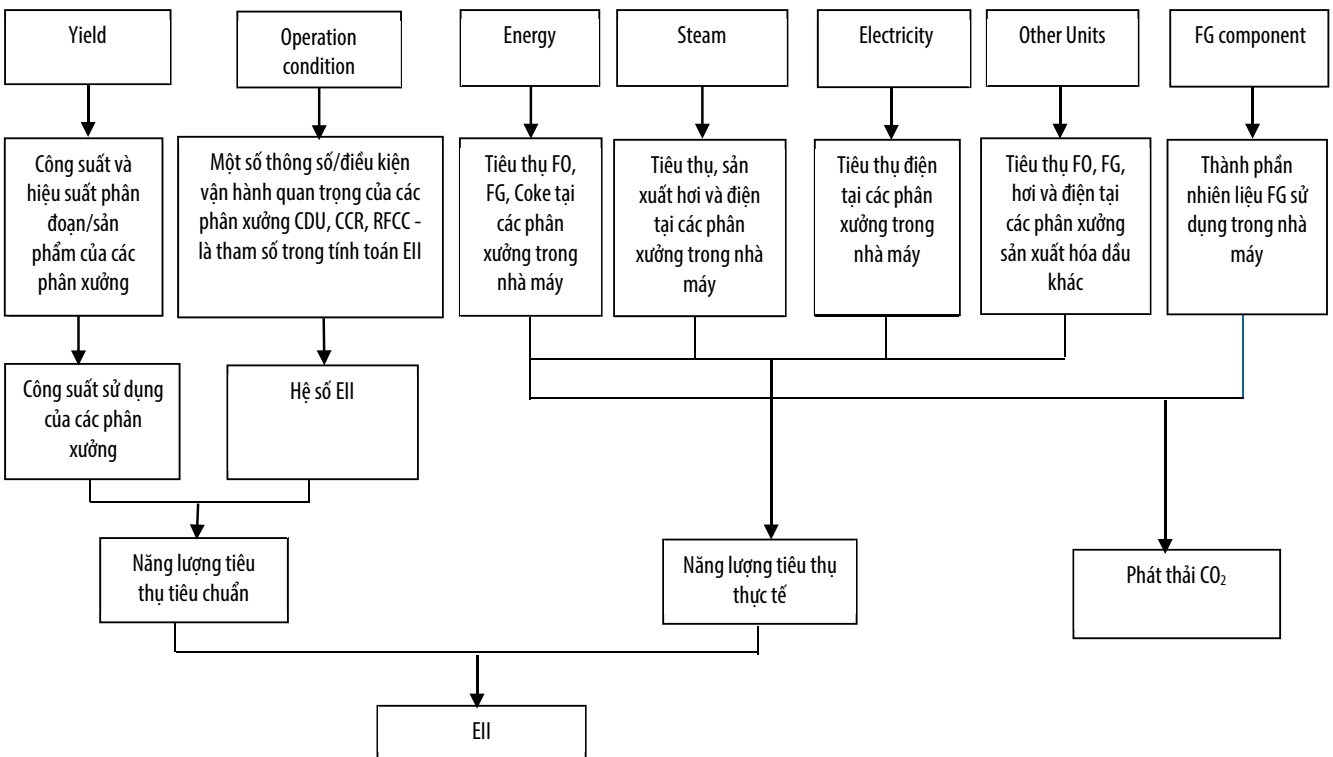 Yield
Operation
condition
Energy
Steam
Electricity
Other Units
FG component
Công suất và
hiệu suất phân
đoạn/sản
phẩm của các
phân xưởng
Một số thông số/điều kiện
vận hành quan trọng của các
phân xưởng CDU, CCR, RFCC -
là tham số trong tính toán EII
Tiêu thụ FO,
FG, Coke tại
các phân
xưởng trong
nhà máy
Tiêu thụ, sản
xuất hơi và điện
tại các phân
xưởng trong nhà
máy
Tiêu thụ điện
tại các phân
xưởng trong
nhà máy
Tiêu thụ FO, FG,
hơi và điện tại
các phân xưởng
sản xuất hóa dầu
khác
Thành phần
nhiên liệu FG sử
dụng trong nhà
máy
Công suất sử dụng
của các phân
xưởng
Hệ số EII
Năng lượng tiêu
thụ tiêu chuẩn
Năng lượng tiêu thụ
thực tế
Phát thải CO₂
EII